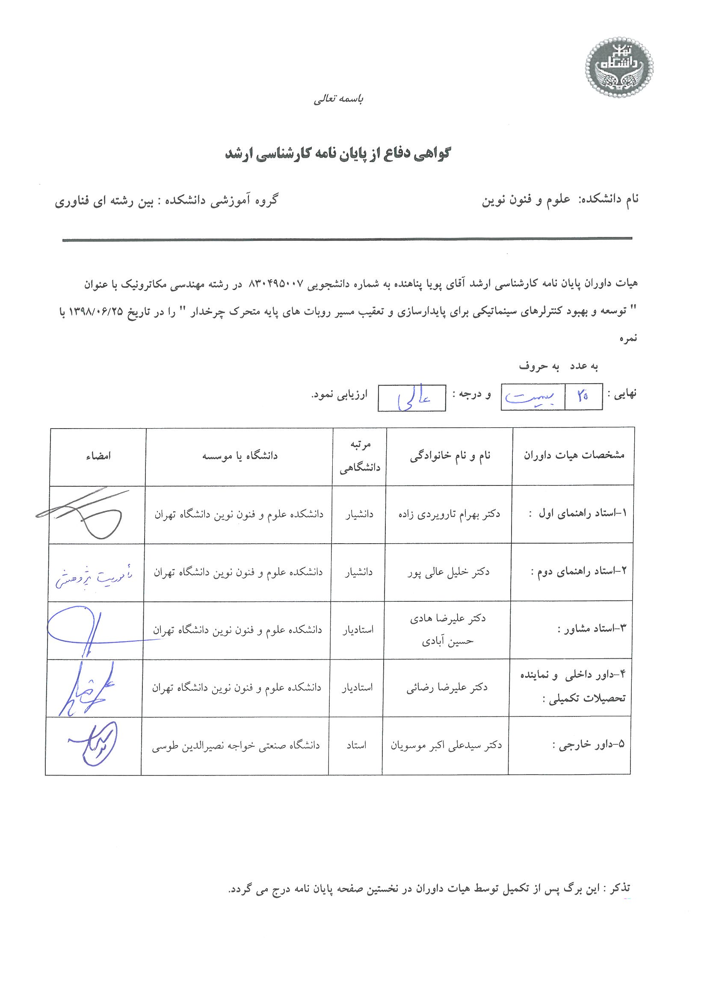 دانشگاه تهران
باسمه تعالی
گواهی دفاع از پایان نامه کارشناسی ارشد
نام دانشکده: علوم و فنون نوین گروه آموزشی دانشکده : بین رشته ای فناوری
هیات داوران پایان نامه کارشناسی ارشد آقای پویا پناهنده به شماره دانشجویی ۸۳۰۴۹۵۰۰۷ در رشته مهندسی مکاترونیک با عنوان
" توسعه و بهبود کنترلرهای سینماتیکی برای پایدارسازی و تعقیب مسیر روبات های پایه متحرک چرخدار " را در تاریخ ۱۳۹۸/۰۶/۲۵ با
نمره
به عدد به حروف
نهایی : ۲۰ بیست و درجه : عالی ارزیابی نمود.
مشخصات هیات داوران نام و نام خانوادگی مرتبه دانشگاهی دانشگاه یا موسسه امضاء
۱-استاد راهنمای اول : دکتر بهرام تارویردی زاده دانشیار دانشکده علوم و فنون نوین دانشگاه تهران
۲-استاد راهنمای دوم : دکتر خلیل عالی پور دانشیار دانشکده علوم و فنون نوین دانشگاه تهران مأموریت پژوهشی
۳-استاد مشاور : دکتر علیرضا هادی حسین آبادی استادیار دانشکده علوم و فنون نوین دانشگاه تهران
۴-داور داخلی و نماینده تحصیلات تکمیلی : دکتر علیرضا رضائی استادیار دانشکده علوم و فنون نوین دانشگاه تهران
۵-داور خارجی : دکتر سیدعلی اکبر موسویان استاد دانشگاه صنعتی خواجه نصیرالدین طوسی
تذکر : این برگ پس از تکمیل توسط هیات داوران در نخستین صفحه پایان نامه درج می گردد.